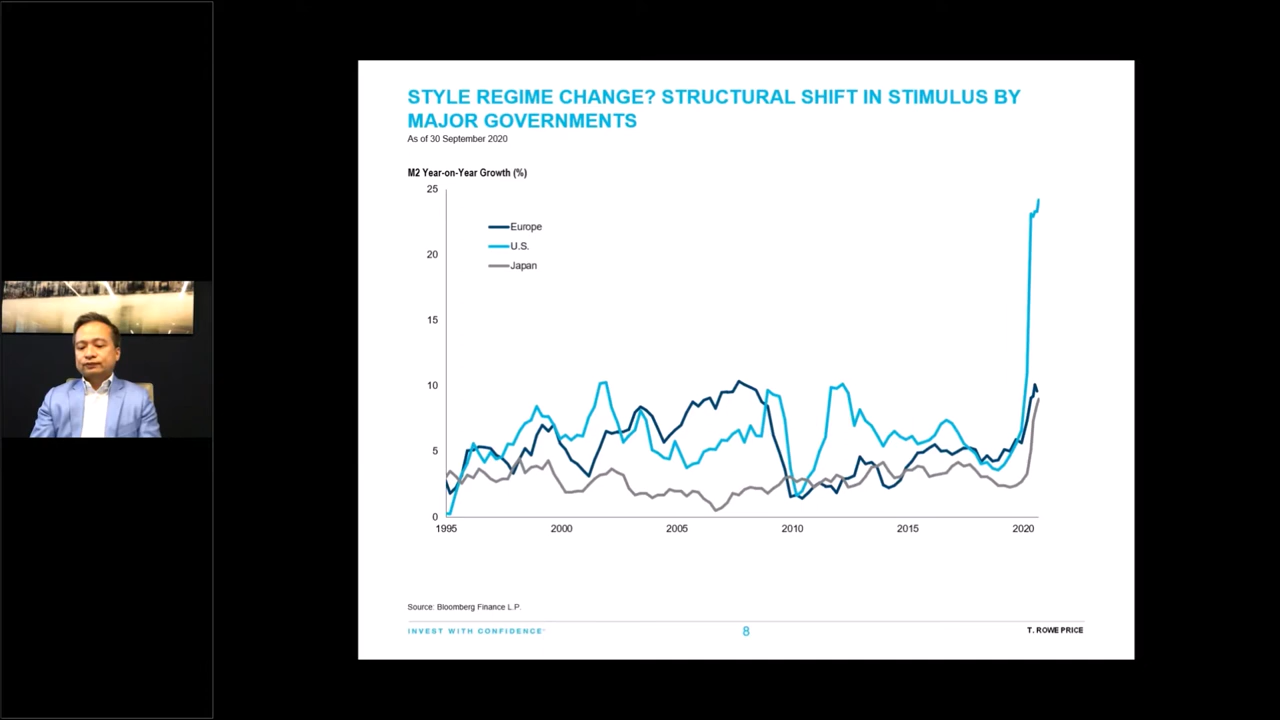 STYLE REGIME CHANGE? STRUCTURAL SHIFT IN STIMULUS BY
MAJOR GOVERNMENTS
As of 30 September 2020
M2 Year-on-Year Growth (%)
25
20
15
10
5
0
Europe
U.S.
Japan
1995 2000 2005 2010 2015 2020
Source: Bloomberg Finance L.P.
INVEST WITH CONFIDENCE 8 T. ROWE PRICE